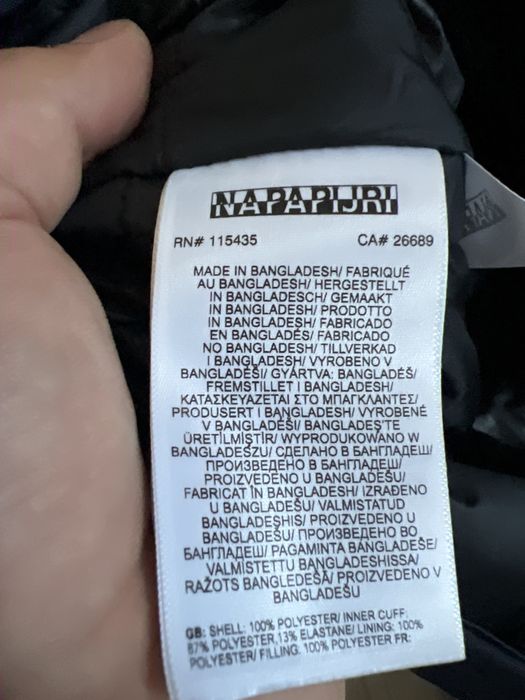 NAPAPIJRI
RN# 115435 CA# 26689
MADE IN BANGLADESH/ FABRIQUÉ
AU BANGLADESH/ HERGESTELLT
IN BANGLADESCH/ GEMAAKT
IN BANGLADESH/ PRODOTTO
IN BANGLADESH/ FABRICADO
EN BANGLADÉS/ FABRICADO
NO BANGLADESH/ TILLVERKAD
I BANGLADESH/ VYROBENO V
BANGLADÉŠI/ GYÁRTVA: BANGLADÉŠ/
FREMSTILLET I BANGLADESH/
ΚΑΤΑΣΚΕΥΑΖΕΤΑΙ ΣΤΟ ΜΠΑΓΚΛΑΝΤΕΣ/
PRODUSERT I BANGLADESH/ VYROBENÉ
V BANGLADÉŠI/ BANGLADEŞ'TE
ÜRETİLMİŞTİR/ WYPRODUKOWANO W
BANGLADESZU/ СДЕЛАНО В БАНГЛАДЕШ/
ПРОИЗВЕДЕНО В БАНГЛАДЕШ/
PROIZVEDENO U BANGLADEŠU/
FABRICAT ÎN BANGLADESH/ IZRAĐENO
U BANGLADEŠU/ VALMISTATUD
BANGLADESHIS/ PROIZVEDENO U
BANGLADEŠU/ ПРОИЗВЕДЕНО ВО
БАНГЛАДЕШ/ PAGAMINTA BANGLADEŠE/
VALMISTETTU BANGLADESHISSA/
RAŽOTS BANGLEDEŠĀ/ PROIZVEDENO V
BANGLADEŠU
GB: SHELL: 100% POLYESTER/ INNER CUFF:
87% POLYESTER,13% ELASTANE/ LINING: 100%
POLYESTER/ FILLING: 100% POLYESTER FR: